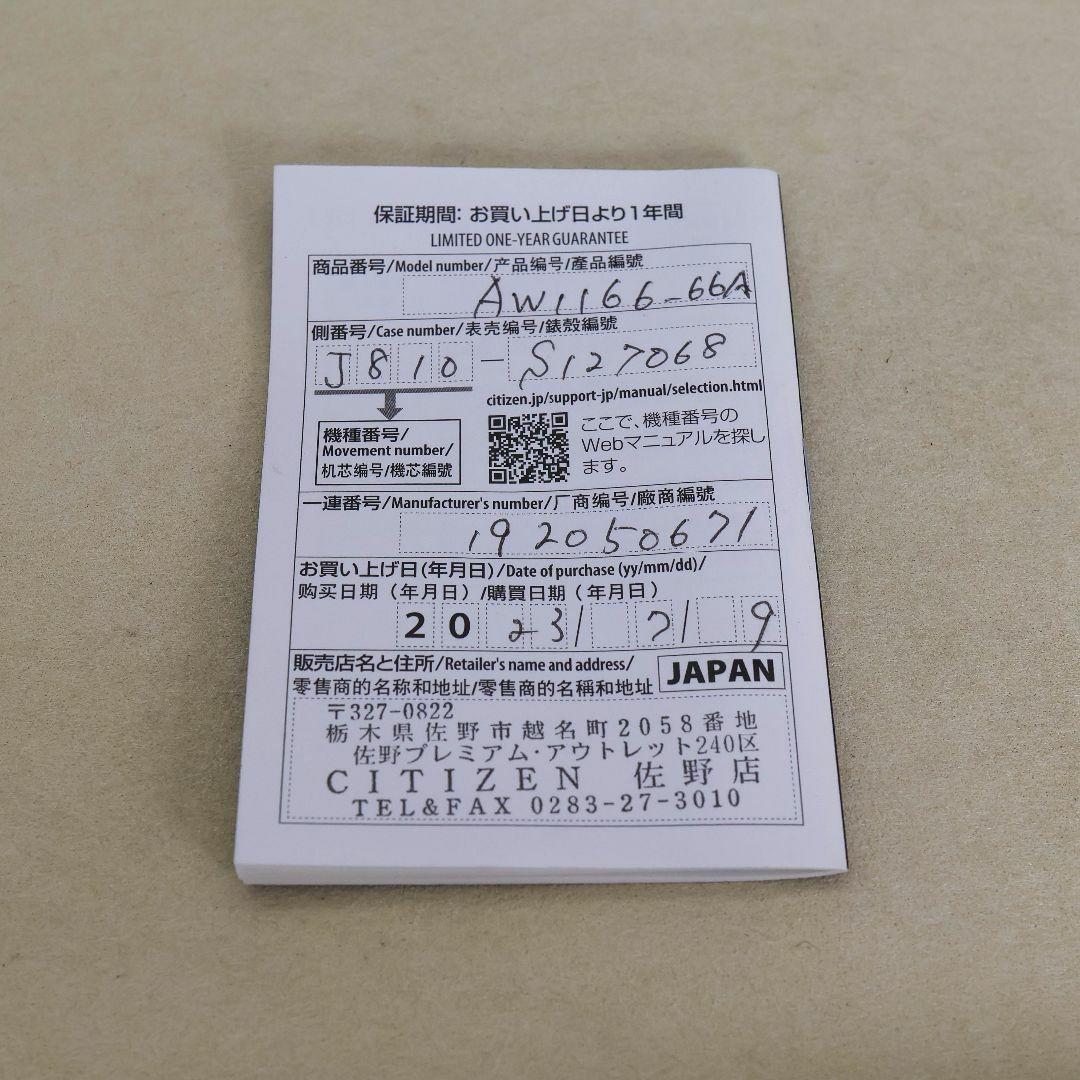 保証期間: お買い上げ日より1年間
LIMITED ONE-YEAR GUARANTEE
商品番号/Model number/产品编号/產品編號
AW1166-66A
側番号/Case number/表壳编号/錶殼編號
J810-S127068
citizen.jp/support-jp/manual/selection.html
機種番号/
Movement number/
机芯编号/機芯編號
ここで、機種番号の
Webマニュアルを探し
ます。
一連番号/Manufacturer's number/厂商编号/廠商編號
192050671
お買い上げ日(年月日)/Date of purchase (yy/mm/dd)/
购买日期（年月日）/購買日期（年月日）
20 23/ 7/ 9
販売店名と住所/Retailer's name and address/
零售商的名称和地址/零售商的名稱和地址
JAPAN
〒327-0822
栃木県佐野市越名町2058番地
佐野プレミアム・アウトレット240区
CITIZEN 佐野店
TEL&FAX 0283-27-3010